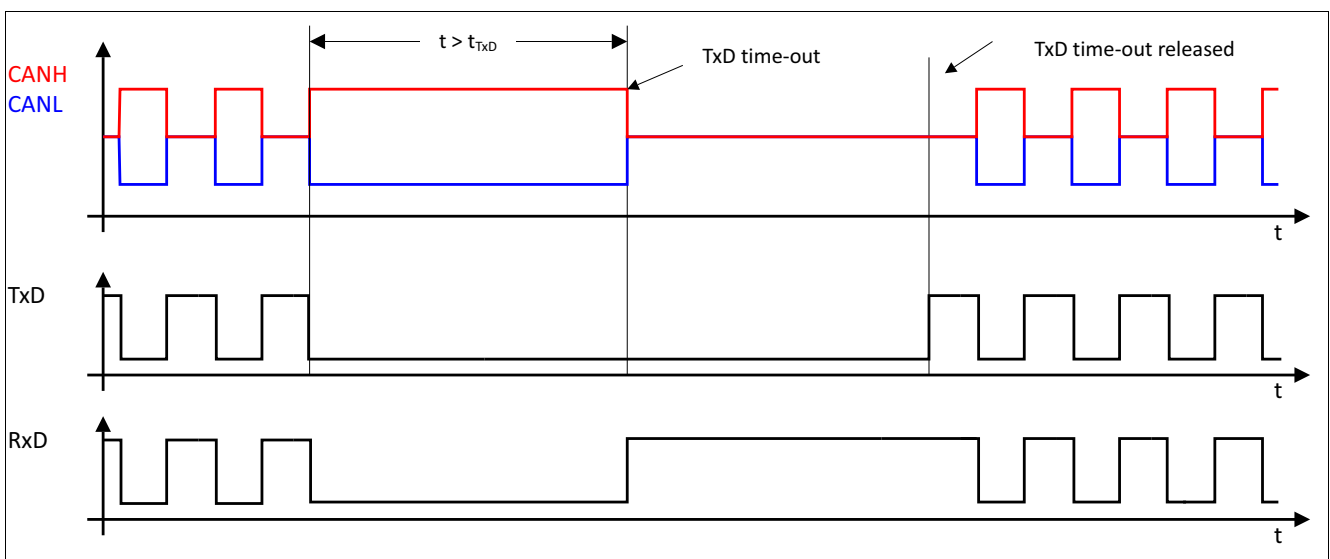 t > tTxD
TxD time-out
TxD time-out released
CANH
CANL
t
TxD
t
RxD
t